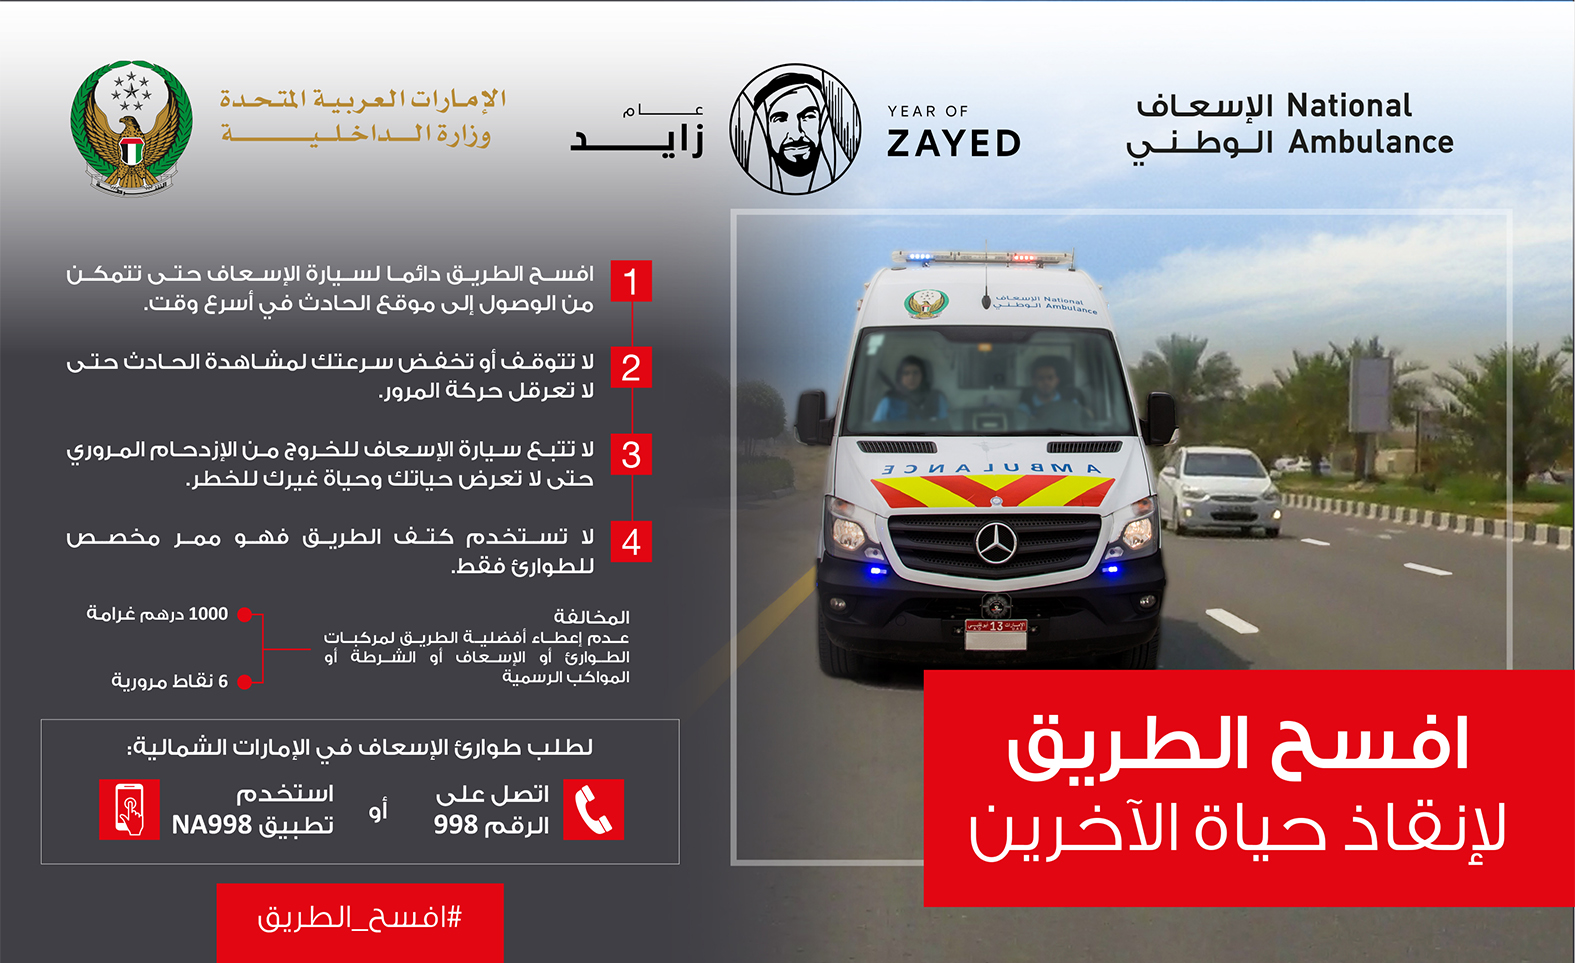 الإمارات العربية المتحدة
وزارة الداخلية
عام
زايد
YEAR OF
ZAYED
الإسعاف National
الوطني Ambulance
1 افسح الطريق دائما لسيارة الإسعاف حتى تتمكن
من الوصول إلى موقع الحادث في أسرع وقت.
2 لا تتوقف أو تخفض سرعتك لمشاهدة الحادث حتى
لا تعرقل حركة المرور.
3 لا تتبع سيارة الإسعاف للخروج من الإزدحام المروري
حتى لا تعرض حياتك وحياة غيرك للخطر.
4 لا تستخدم كتف الطريق فهو ممر مخصص
للطوارئ فقط.
المخالفة
عدم إعطاء أفضلية الطريق لمركبات
الطوارئ أو الإسعاف أو الشرطة أو
المواكب الرسمية
1000 درهم غرامة
6 نقاط مرورية
لطلب طوارئ الإسعاف في الإمارات الشمالية:
اتصل على
الرقم 998
أو
استخدم
تطبيق NA998
#افسح_الطريق
الإسعاف National
الوطني Ambulance
AMBULANCE
13
افسح الطريق
لإنقاذ حياة الآخرين